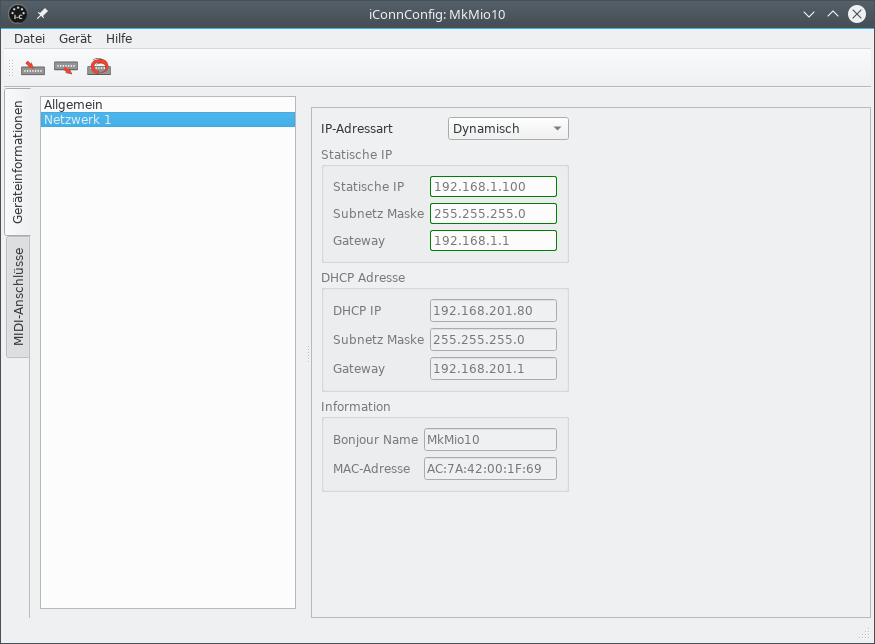 iConnConfig: MkMio10
Datei Gerät Hilfe
Geräteinformationen
MIDI-Anschlüsse
Allgemein
Netzwerk 1
IP-Adressart Dynamisch
Statische IP
Statische IP 192.168.1.100
Subnetz Maske 255.255.255.0
Gateway 192.168.1.1
DHCP Adresse
DHCP IP 192.168.201.80
Subnetz Maske 255.255.255.0
Gateway 192.168.201.1
Information
Bonjour Name MkMio10
MAC-Adresse AC:7A:42:00:1F:69